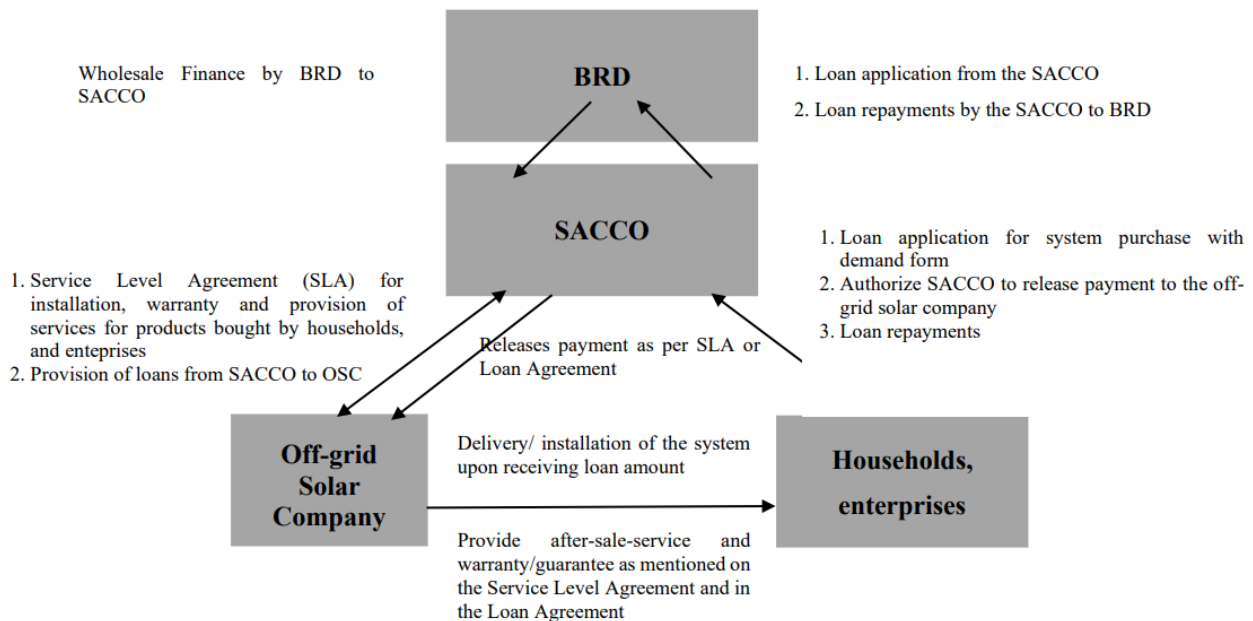 Wholesale Finance by BRD to
SACCO
BRD
1. Loan application from the SACCO
2. Loan repayments by the SACCO to BRD
SACCO
1. Loan application for system purchase with
demand form
2. Authorize SACCO to release payment to the off-
grid solar company
3. Loan repayments
1. Service Level Agreement (SLA) for
installation, warranty and provision of
services for products bought by households,
and enteprises
2. Provision of loans from SACCO to OSC
Releases payment as per SLA or
Loan Agreement
Off-grid
Solar
Company
Delivery/ installation of the system
upon receiving loan amount
Households,
enterprises
Provide after-sale-service and
warranty/guarantee as mentioned on
the Service Level Agreement and in
the Loan Agreement